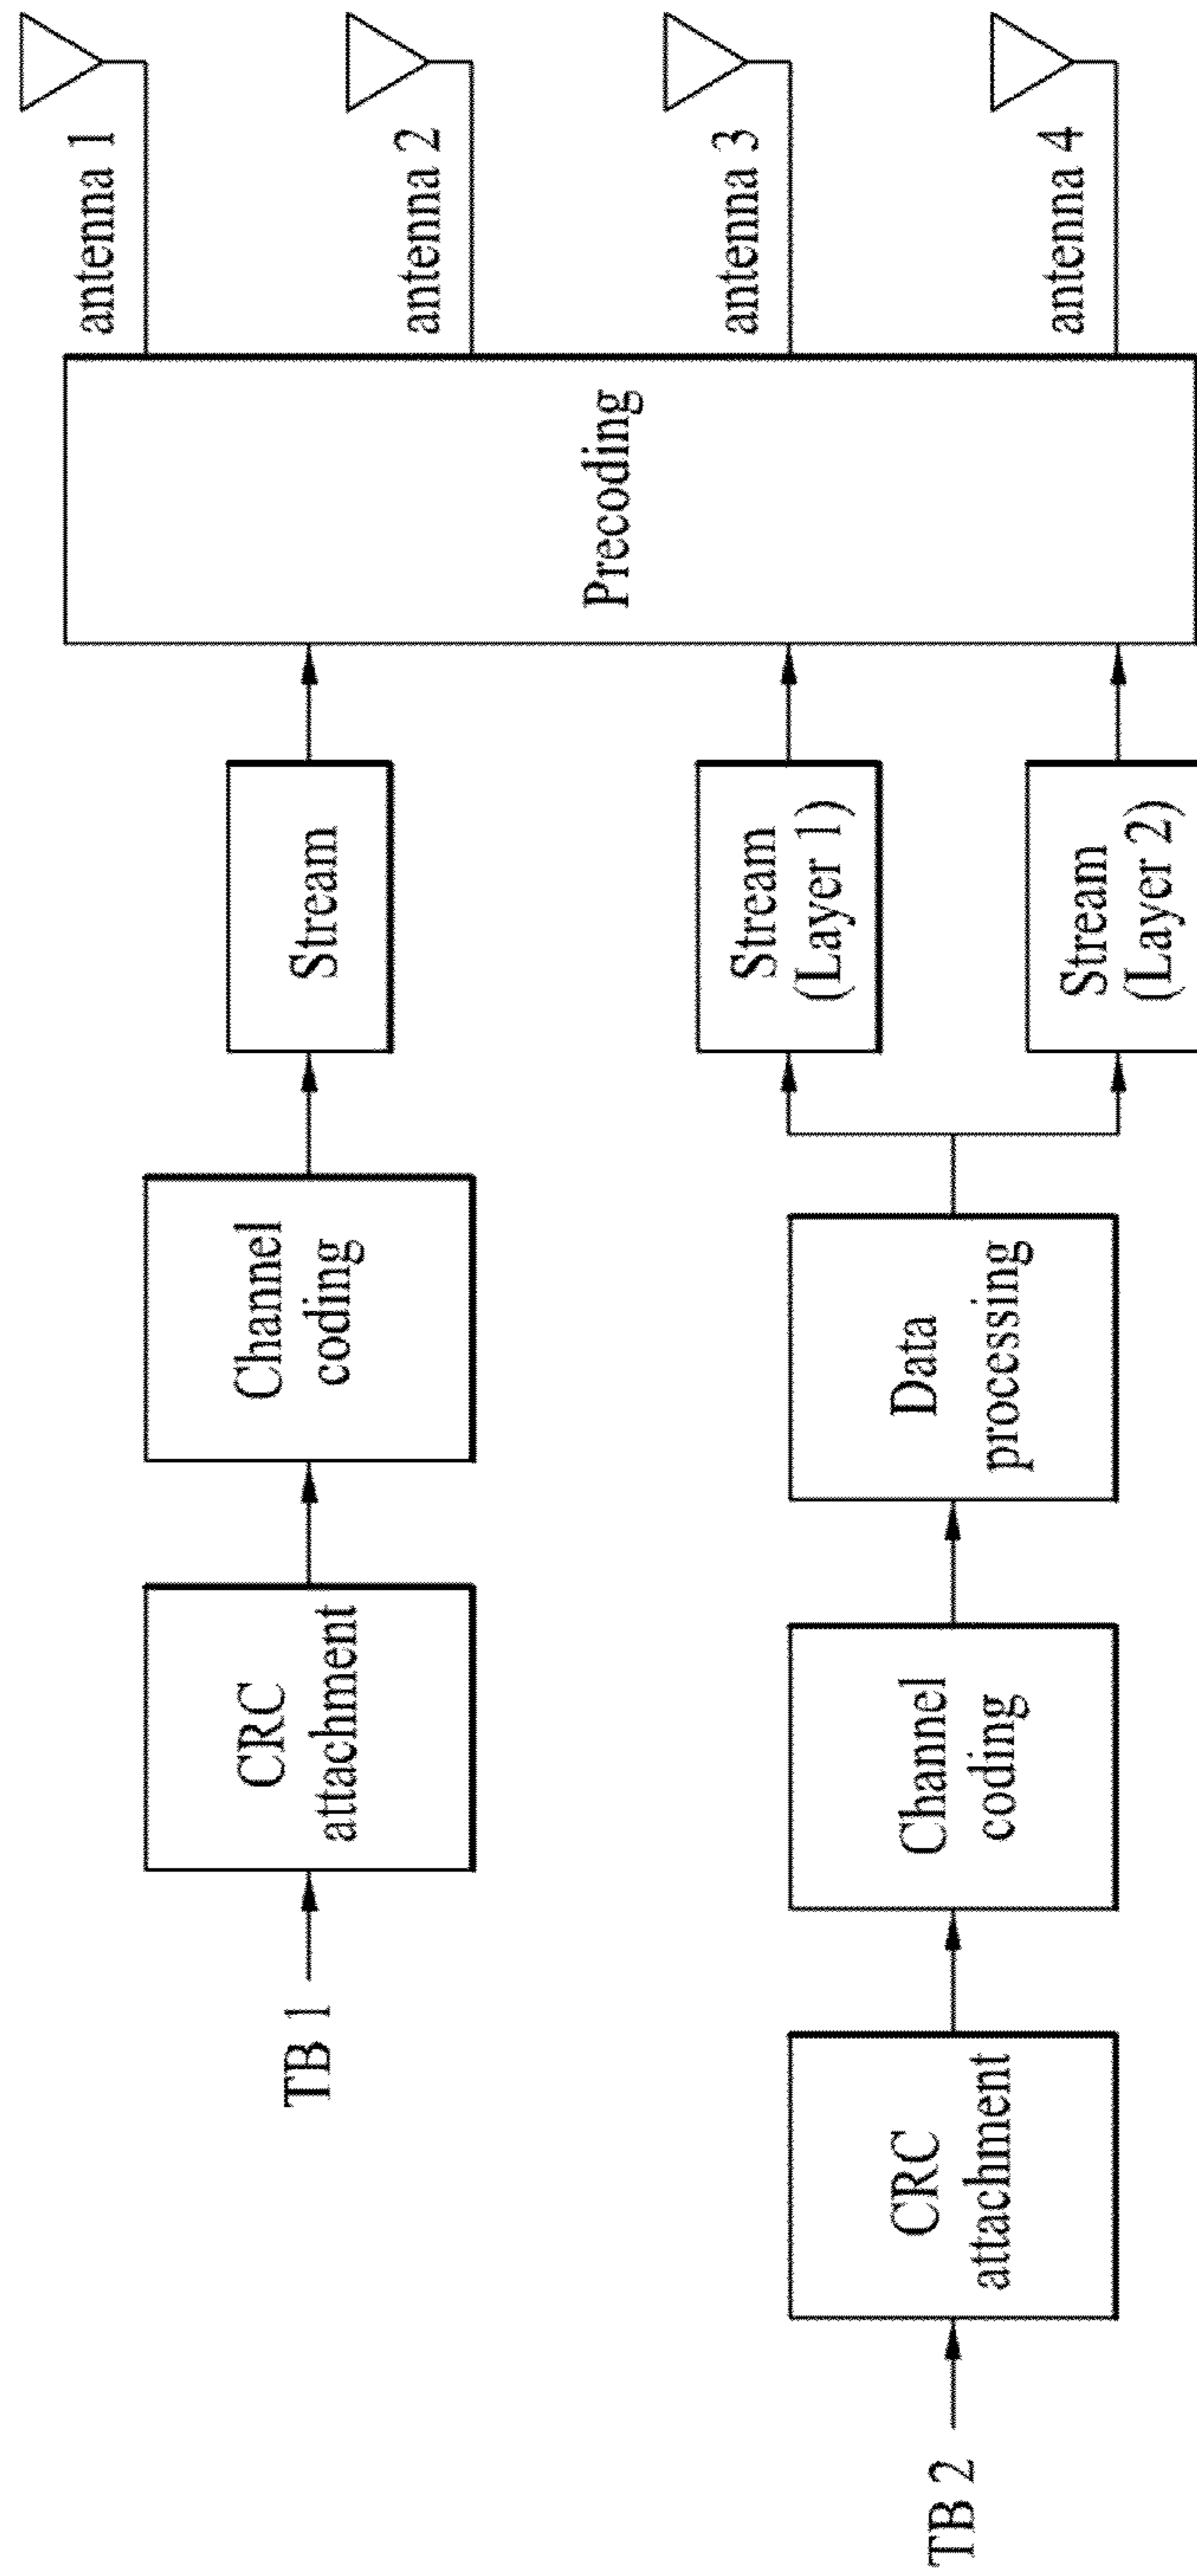 TB 1
CRC
attachment
Channel
coding
Stream
TB 2
CRC
attachment
Channel
coding
Data
processing
Stream
(Layer 1)
Stream
(Layer 2)
Precoding
antenna 1
antenna 2
antenna 3
antenna 4